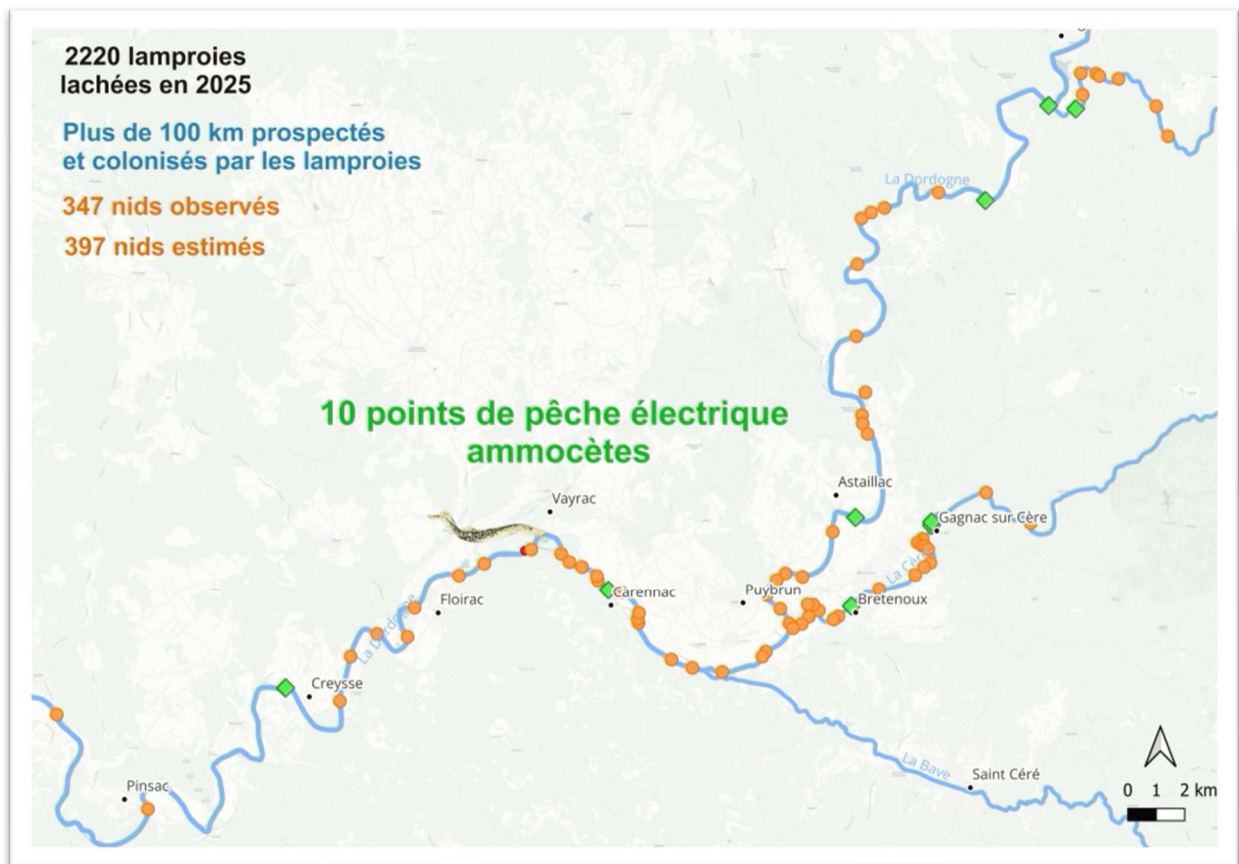 2220 lamproies
lachées en 2025
Plus de 100 km prospectés
et colonisés par les lamproies
347 nids observés
397 nids estimés
La Dordogne
10 points de pêche électrique
ammocètes
Astaillac
Vayrac
Gagnac sur Cère
La Cère
Carennac
Puybrun
Bretenoux
Floirac
La Dordogne
Creysse
Pinsac
La Bave
Saint Céré
0 1 2 km